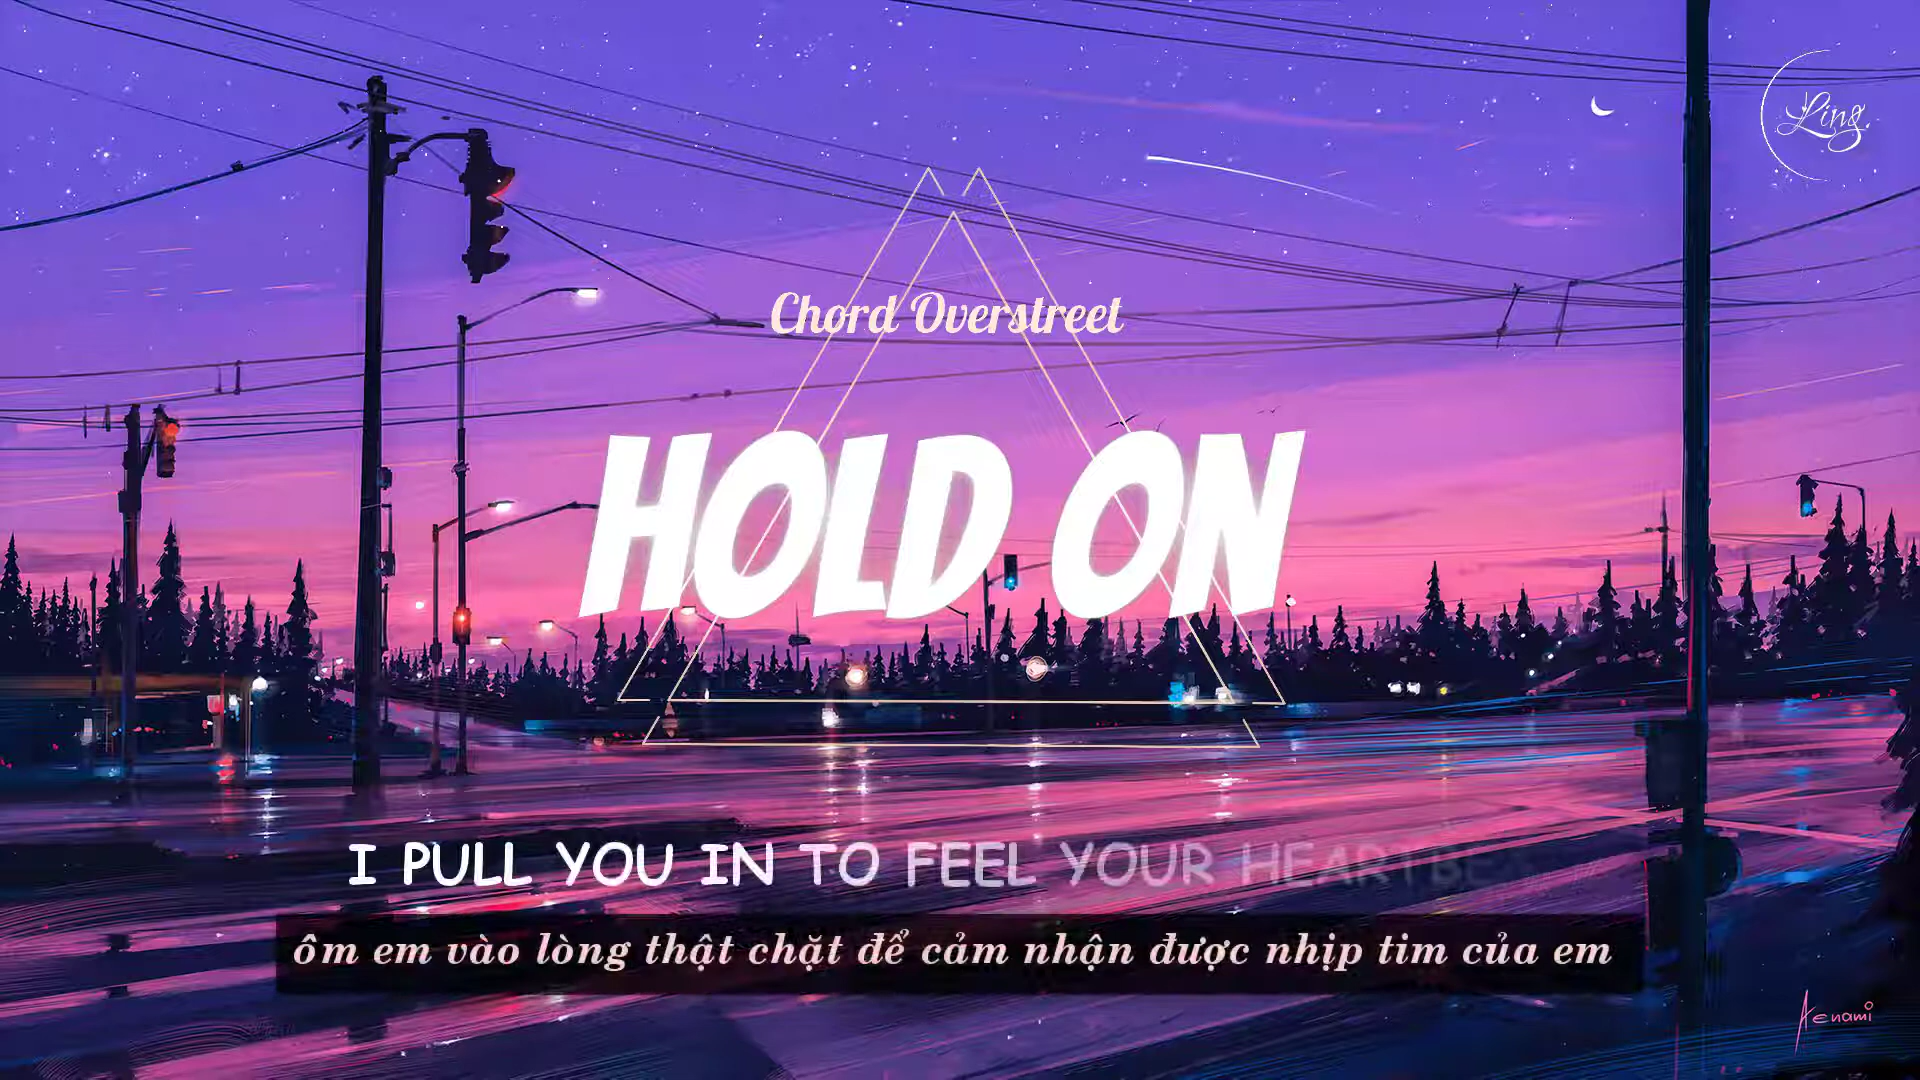 Ling
Chord Overstreet
HOLD ON
I PULL YOU IN TO FEEL YOUR
ôm em vào lòng thật chặt để cảm nhận được nhịp tim của em
Aenami